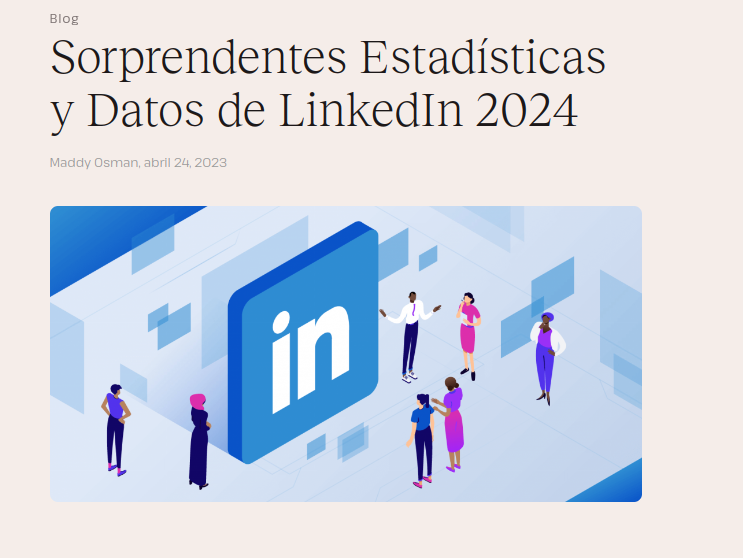 Blog
Sorprendentes Estadísticas
y Datos de LinkedIn 2024
Maddy Osman, abril 24, 2023
in